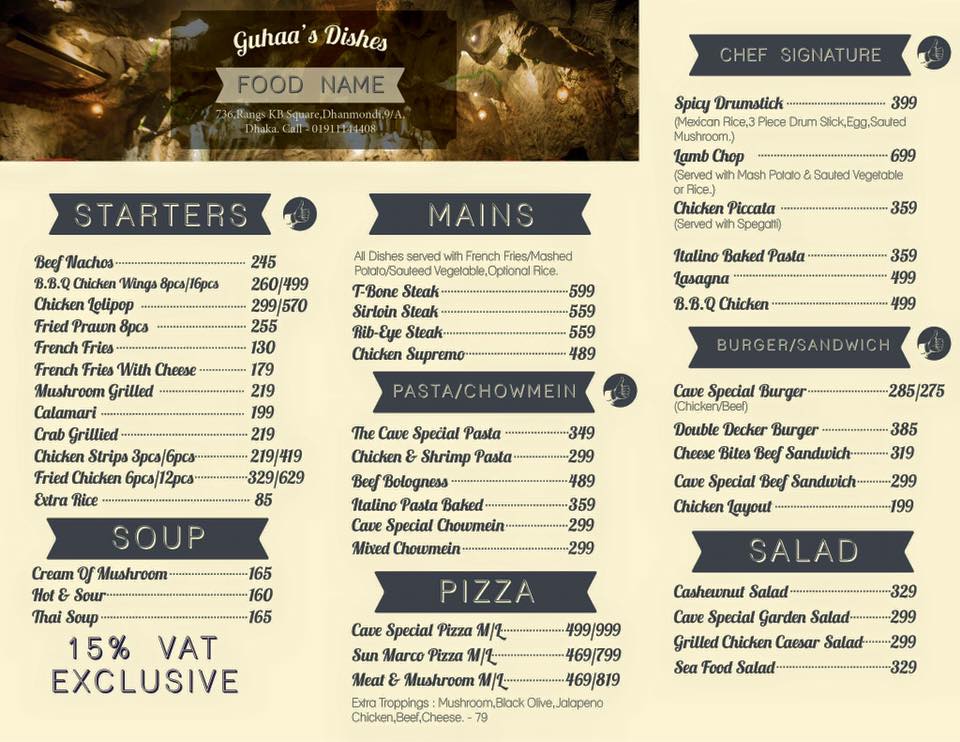 Guhaa's Dishes
FOOD NAME
736,Rangs KB Square,Dhanmondi,9/A,
Dhaka. Call - 01911144408
STARTERS
Beef Nachos 245
B.B.Q Chicken Wings 8pcs/16pcs 260/499
Chicken Lolipop 299/570
Fried Prawn 8pcs 255
French Fries 130
French Fries With Cheese 179
Mushroom Grilled 219
Calamari 199
Crab Grillied 219
Chicken Strips 3pcs/6pcs 219/419
Fried Chicken 6pcs/12pcs 329/629
Extra Rice 85
SOUP
Cream Of Mushroom 165
Hot & Sour 160
Thai Soup 165
15% VAT
EXCLUSIVE
MAINS
All Dishes served with French Fries/Mashed
Potato/Sauteed Vegetable,Optional Rice.
T-Bone Steak 599
Sirloin Steak 559
Rib-Eye Steak 559
Chicken Supremo 489
PASTA/CHOWMEIN
The Cave Special Pasta 349
Chicken & Shrimp Pasta 299
Beef Bologness 489
Italino Pasta Baked 359
Cave Special Chowmein 299
Mixed Chowmein 299
PIZZA
Cave Special Pizza M/L 499/999
Sun Marco Pizza M/L 469/799
Meat & Mushroom M/L 469/819
Extra Troppings : Mushroom,Black Olive,Jalapeno
Chicken,Beef,Cheese. - 79
CHEF SIGNATURE
Spicy Drumstick 399
(Mexican Rice,3 Piece Drum Stick,Egg,Sauted
Mushroom.)
Lamb Chop 699
(Served with Mash Potato & Sauted Vegetable
or Rice.)
Chicken Piccata 359
(Served with Spegatti)
Italino Baked Pasta 359
Lasagna 499
B.B.Q Chicken 499
BURGER/SANDWICH
Cave Special Burger 285/275
(Chicken/Beef)
Double Decker Burger 385
Cheese Bites Beef Sandwich 319
Cave Special Beef Sandwich 299
Chicken Layout 199
SALAD
Cashewnut Salad 329
Cave Special Garden Salad 299
Grilled Chicken Caesar Salad 299
Sea Food Salad 329